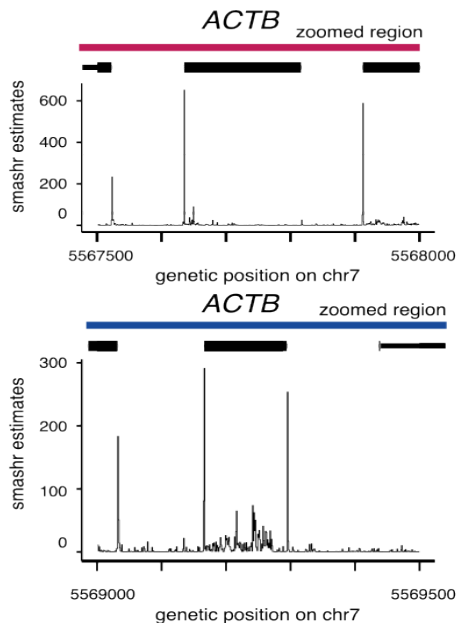 ACTB
zoomed region
smashr estimates
600
400
200
0
5567500
5568000
genetic position on chr7
ACTB
zoomed region
smashr estimates
300
200
100
0
5569000
5569500
genetic position on chr7